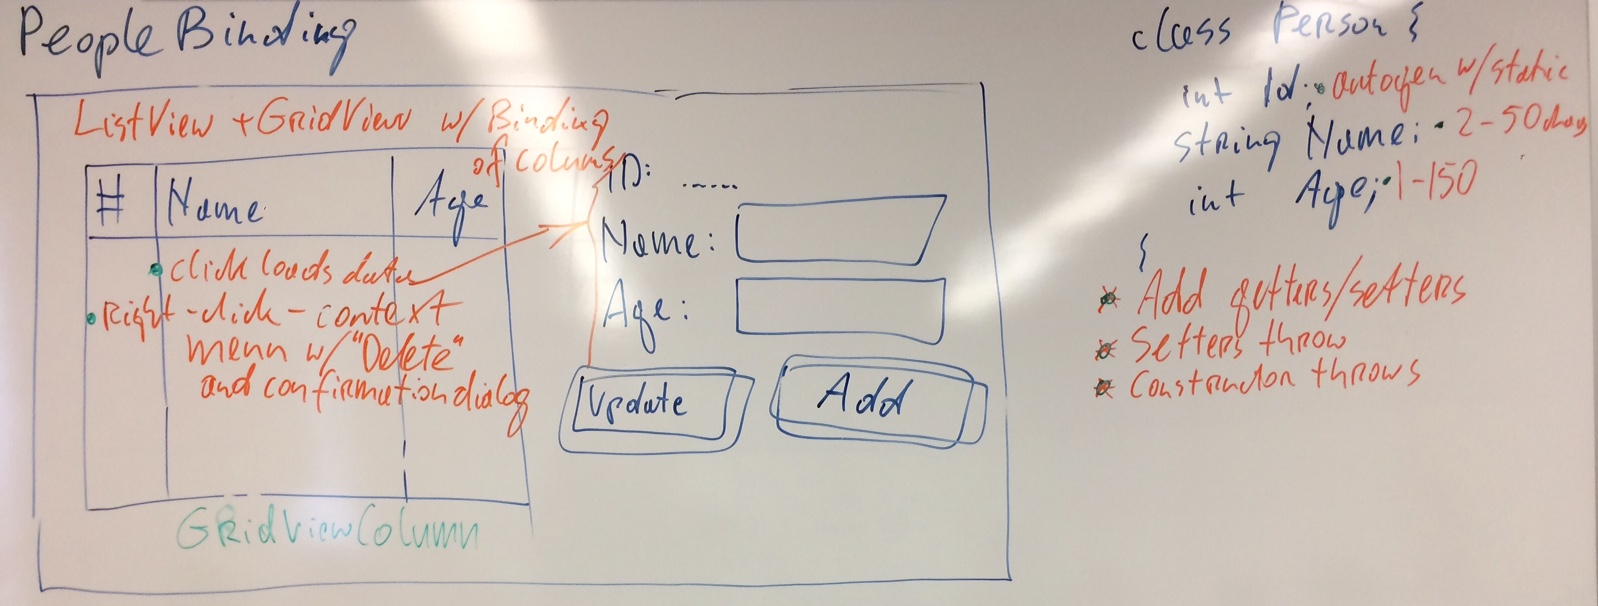 People Binding
ListView + GridView w/ Binding
of columns
# Name Age
• click loads data
• Right-click - context
menu w/ "Delete"
and confirmation dialog
GridViewColumn
ID: ......
Name:
Age:
Update Add
class Person {
int Id; • autogen w/ static
string Name; • 2-50 chars
int Age; • 1-150
}
* Add getters/setters
* Setters throw
* Constructor throws